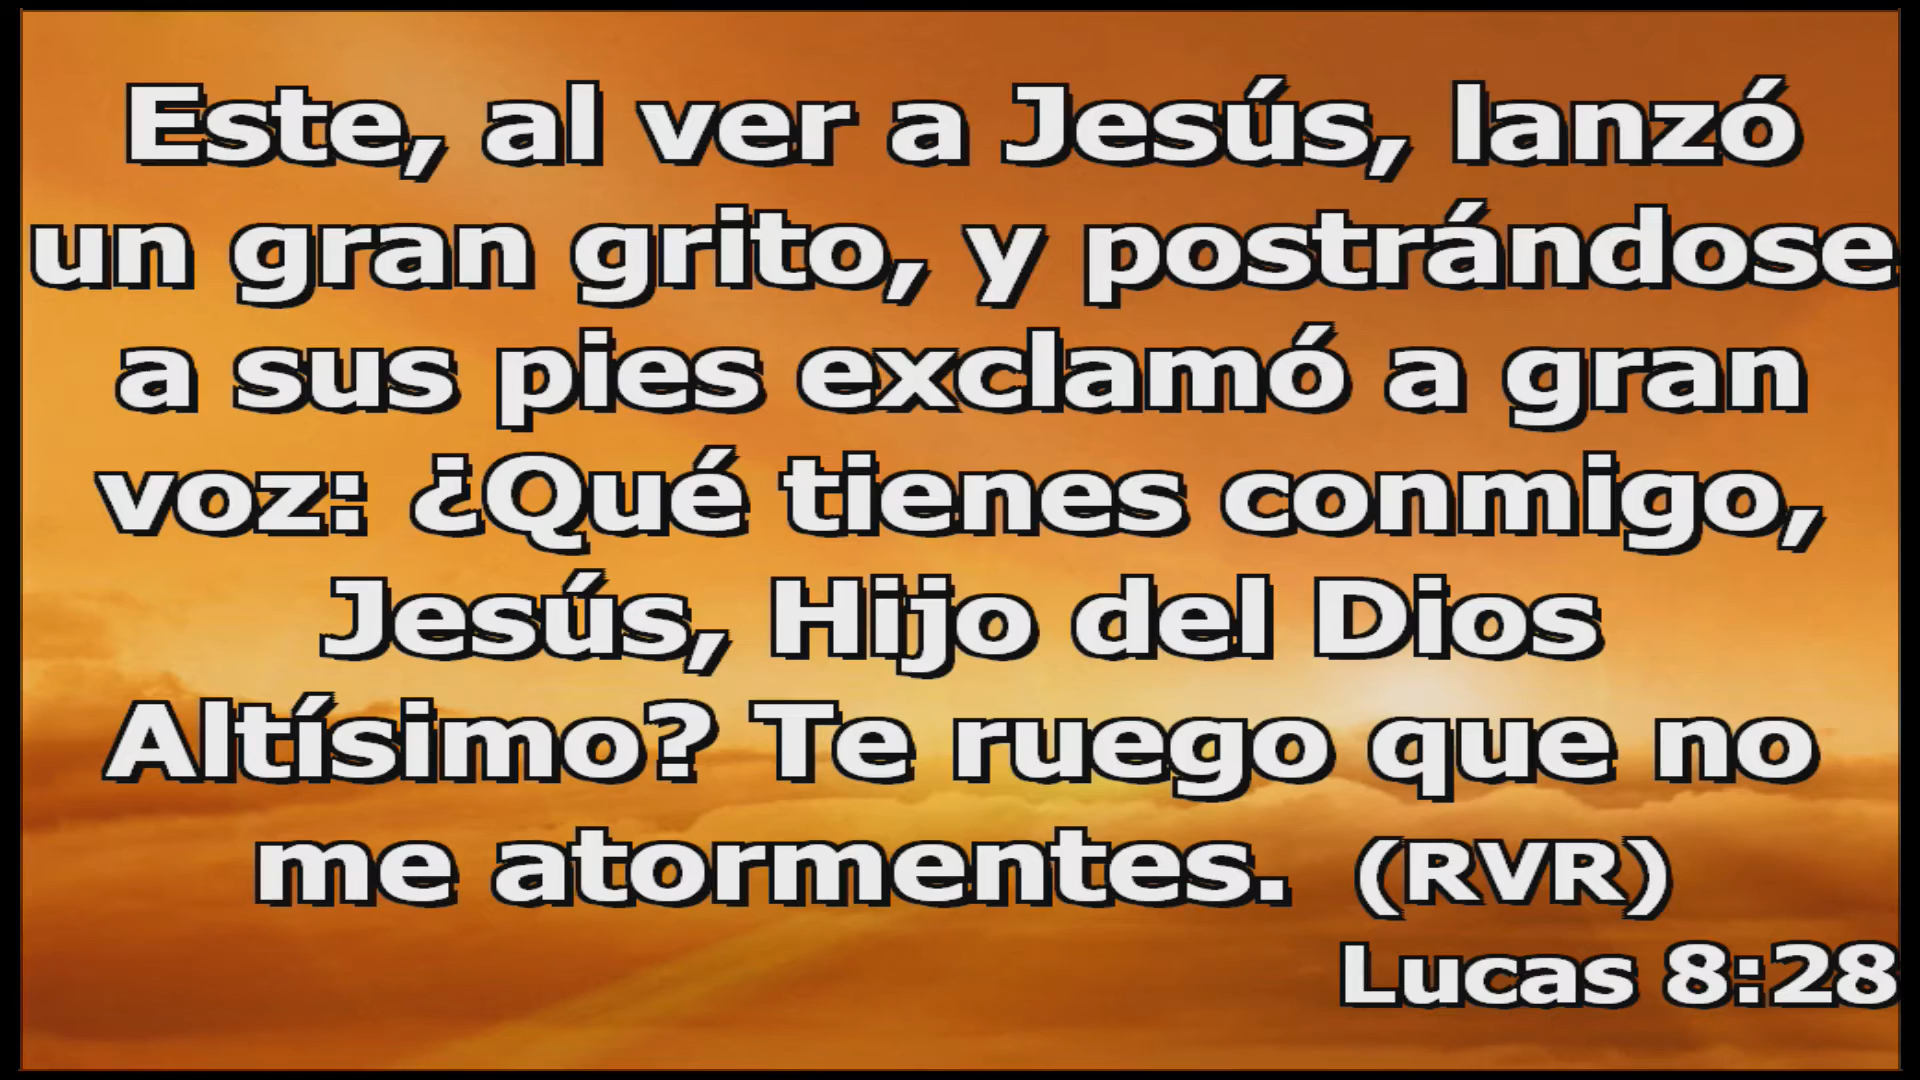 Este, al ver a Jesús, lanzó
un gran grito, y postrándose
a sus pies exclamó a gran
voz: ¿Qué tienes conmigo,
Jesús, Hijo del Dios
Altísimo? Te ruego que no
me atormentes. (RVR)
Lucas 8:28